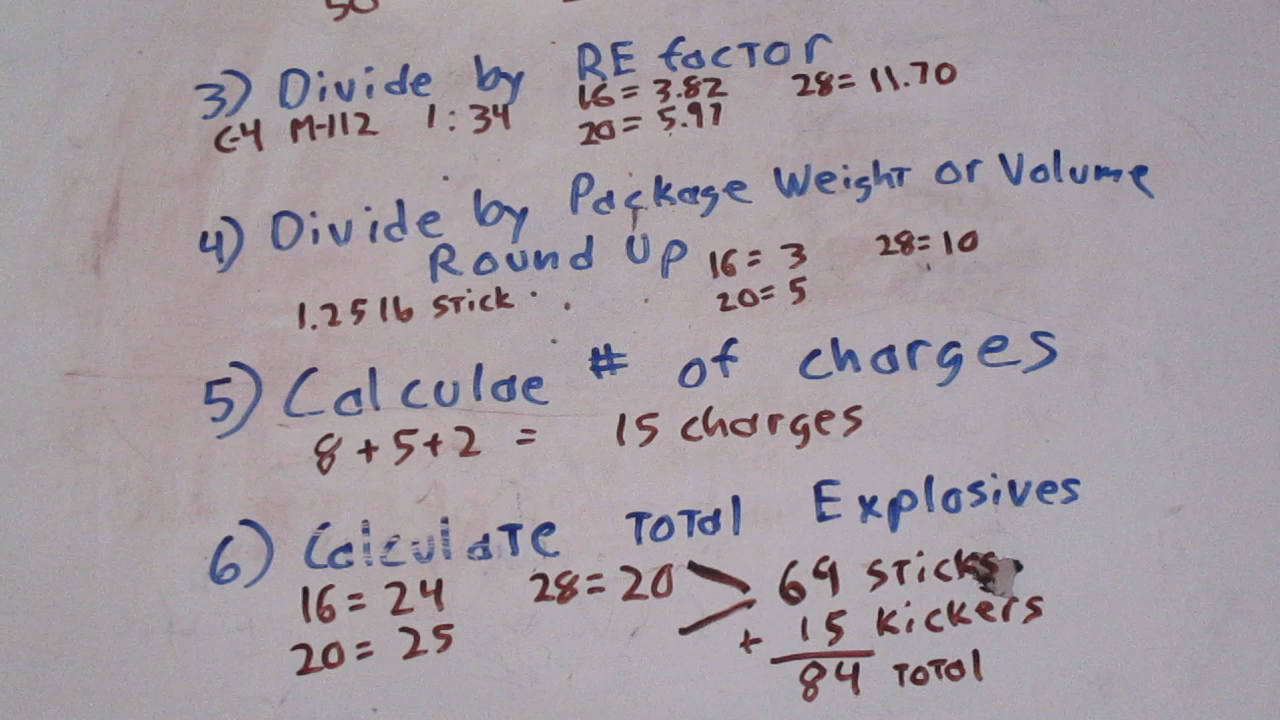 50
3) Divide by RE factor
C-4 M-112 1:34 16 = 3.82 28 = 11.70
20 = 5.97
4) Divide by Package Weight or Volume
Round Up 16 = 3 28 = 10
1.25 lb stick 20 = 5
5) Calculae # of charges
8 + 5 + 2 = 15 charges
6) Calculate Total Explosives
16 = 24 28 = 20 > 69 sticks
20 = 25 + 15 kickers
84 Total